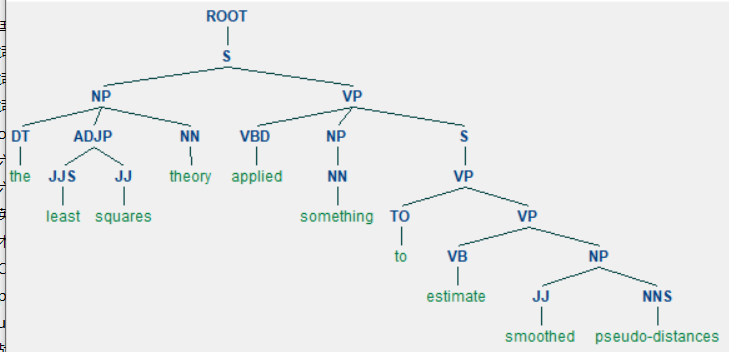 ROOT
S
NP VP
DT ADJP NN VBD NP S
the JJS JJ theory applied NN VP
least squares something TO VP
to VB NP
estimate JJ NNS
smoothed pseudo-distances